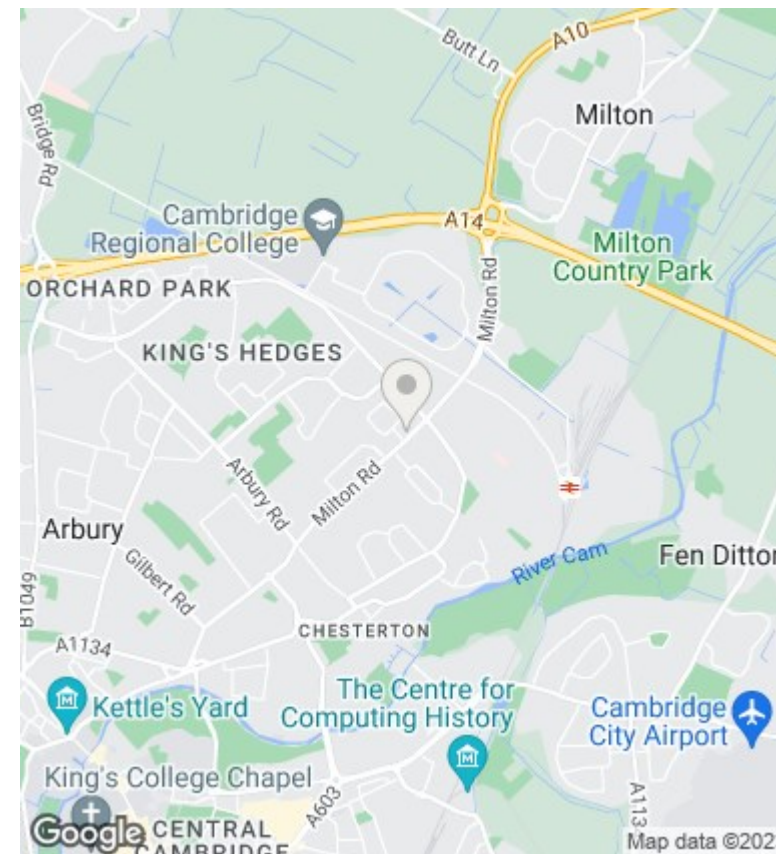 A10
Butt Ln
Milton
Bridge Rd
Cambridge
Regional College
A14
Milton
Country Park
Milton Rd
ORCHARD PARK
KING'S HEDGES
Arbury Rd
Milton Rd
Arbury
Gilbert Rd
River Cam
Fen Ditton
B1049
CHESTERTON
A1134
Kettle's Yard
The Centre for
Computing History
Cambridge
City Airport
King's College Chapel
A603
A113
Google
CENTRAL
CAMBRIDGE
Map data ©202